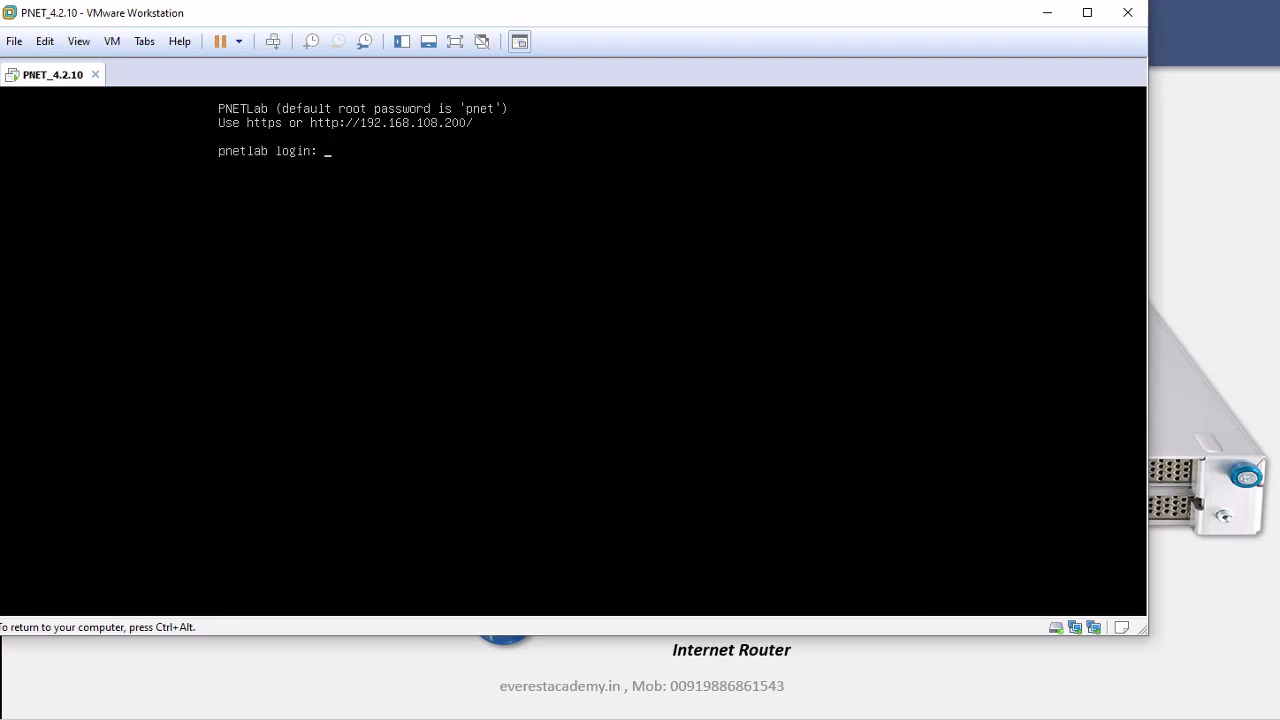 PNET_4.2.10 - VMware Workstation
File Edit View VM Tabs Help
PNET_4.2.10
PNETLab (default root password is 'pnet')
Use https or http://192.168.108.200/
pnetlab login: _
To return to your computer, press Ctrl+Alt.
Internet Router
everestacademy.in , Mob: 00919886861543